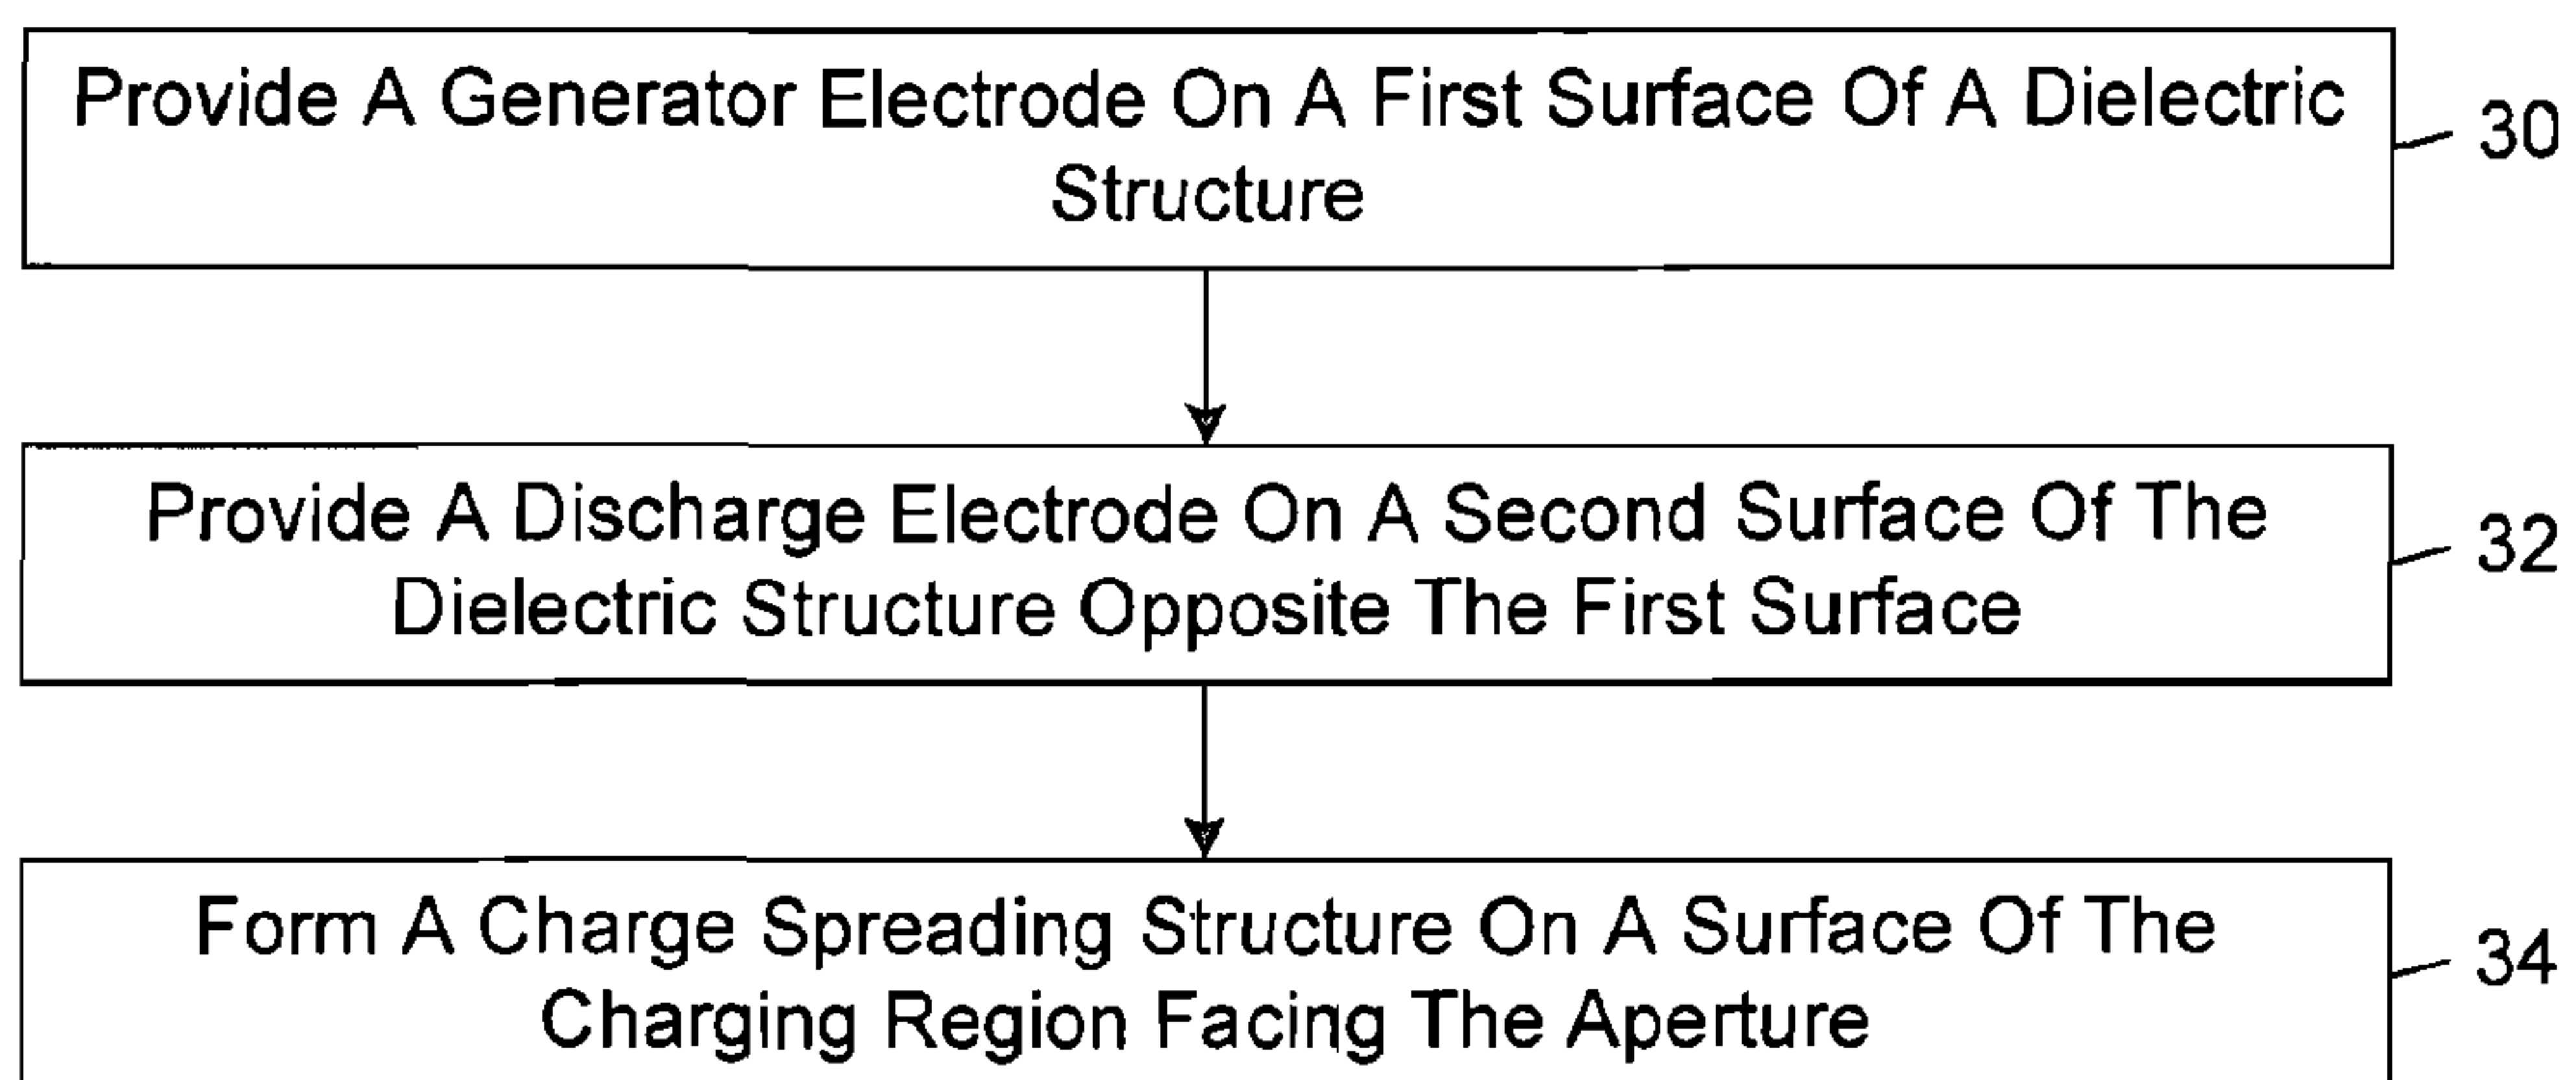 Provide A Generator Electrode On A First Surface Of A Dielectric
Structure
30
Provide A Discharge Electrode On A Second Surface Of The
Dielectric Structure Opposite The First Surface
32
Form A Charge Spreading Structure On A Surface Of The
Charging Region Facing The Aperture
34